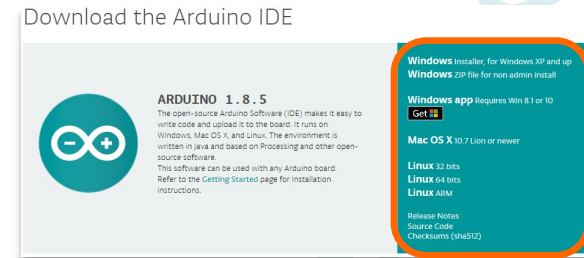 Download the Arduino IDE
ARDUINO 1.8.5
The open-source Arduino Software (IDE) makes it easy to
write code and upload it to the board. It runs on
Windows, Mac OS X, and Linux. The environment is
written in Java and based on Processing and other open-
source software.
This software can be used with any Arduino board.
Refer to the Getting Started page for Installation
instructions.
Windows Installer, for Windows XP and up
Windows ZIP file for non admin install
Windows app Requires Win 8.1 or 10
Get
Mac OS X 10.7 Lion or newer
Linux 32 bits
Linux 64 bits
Linux ARM
Release Notes
Source Code
Checksums (sha512)